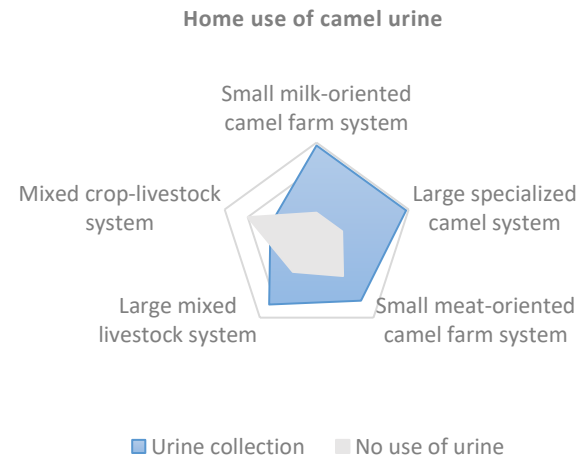 Home use of camel urine
Small milk-oriented
camel farm system
Mixed crop-livestock
system
Large specialized
camel system
Large mixed
livestock system
Small meat-oriented
camel farm system
Urine collection
No use of urine